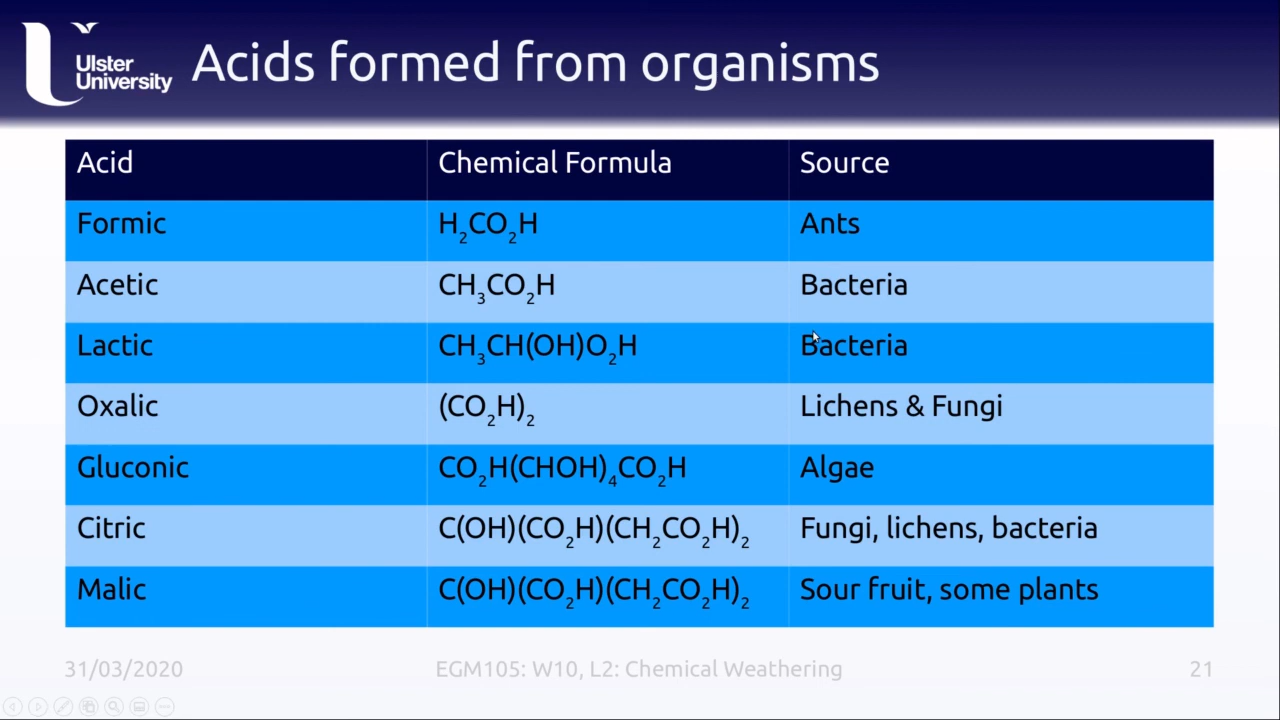 Ulster
University
Acids formed from organisms
Acid Chemical Formula Source
Formic H₂CO₂H Ants
Acetic CH₃CO₂H Bacteria
Lactic CH₃CH(OH)O₂H Bacteria
Oxalic (CO₂H)₂ Lichens & Fungi
Gluconic CO₂H(CHOH)₄CO₂H Algae
Citric C(OH)(CO₂H)(CH₂CO₂H)₂ Fungi, lichens, bacteria
Malic C(OH)(CO₂H)(CH₂CO₂H)₂ Sour fruit, some plants
31/03/2020 EGM105: W10, L2: Chemical Weathering 21